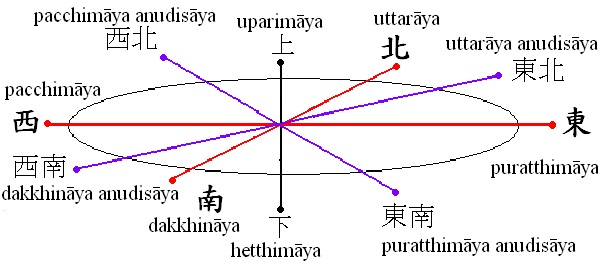 pacchimāya anudisāya
西北
uparimāya
上
uttarāya
北
uttarāya anudisāya
東北
pacchimāya
西
東
puratthimāya
西南
dakkhināya anudisāya
南
dakkhināya
下
hetthimāya
東南
puratthimāya anudisāya